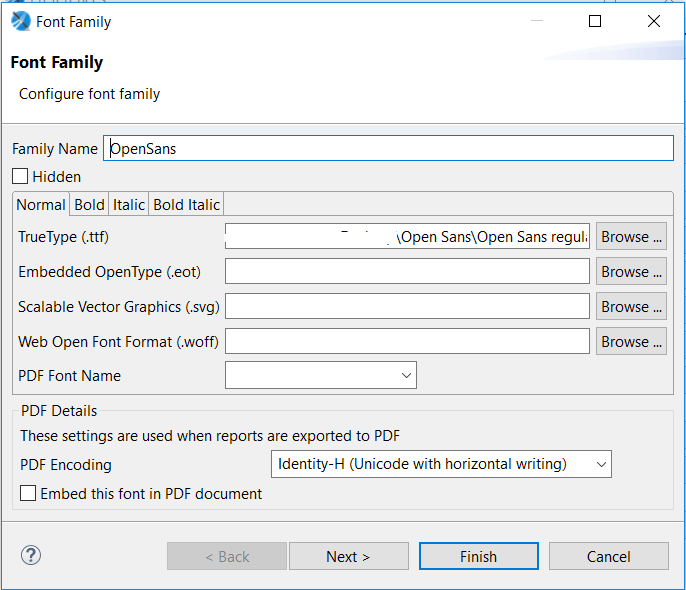 Font Family
Font Family
Configure font family
Family Name OpenSans
Hidden
Normal Bold Italic Bold Italic
TrueType (.ttf) \Open Sans\Open Sans regula Browse ...
Embedded OpenType (.eot) Browse ...
Scalable Vector Graphics (.svg) Browse ...
Web Open Font Format (.woff) Browse ...
PDF Font Name
PDF Details
These settings are used when reports are exported to PDF
PDF Encoding Identity-H (Unicode with horizontal writing)
Embed this font in PDF document
? < Back Next > Finish Cancel